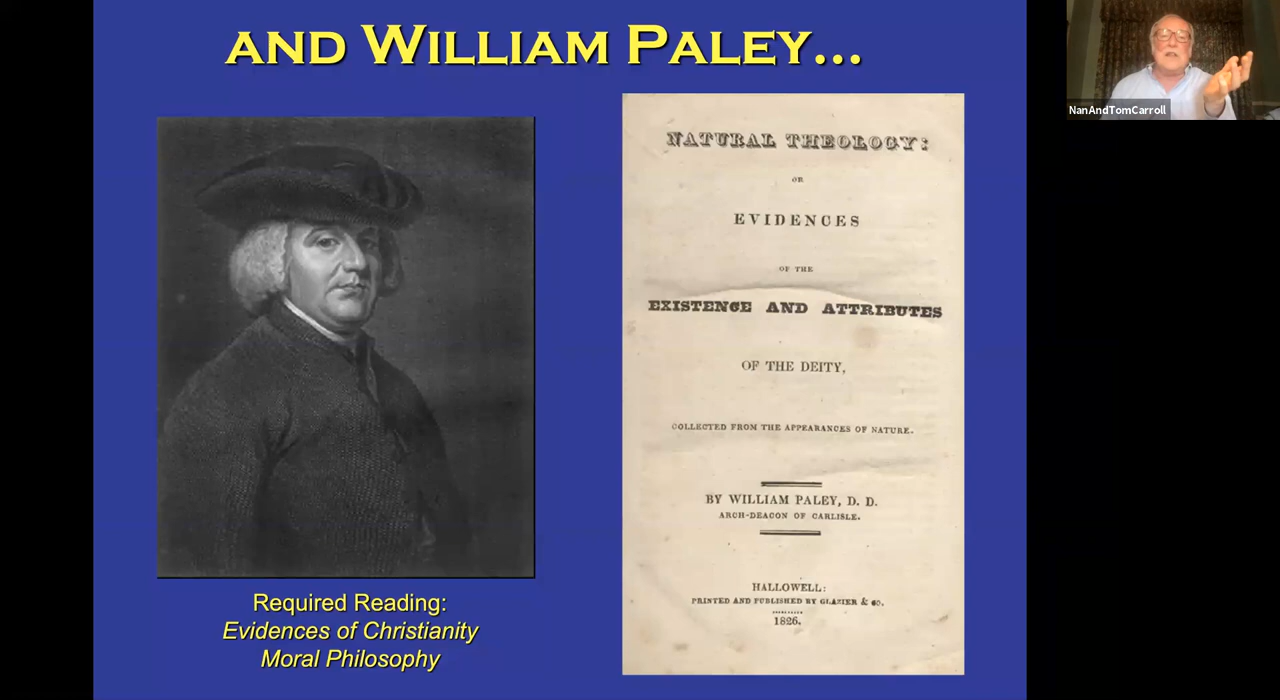 AND WILLIAM PALEY...
NandAndTomCarroll
NATURAL THEOLOGY:
OR
EVIDENCES
OF THE
EXISTENCE AND ATTRIBUTES
OF THE DEITY,
COLLECTED FROM THE APPEARANCES OF NATURE.
BY WILLIAM PALEY, D. D.
ARCH-DEACON OF CARLISLE.
HALLOWELL:
PRINTED AND PUBLISHED BY GLAZIER & CO.
1826.
Required Reading:
Evidences of Christianity
Moral Philosophy